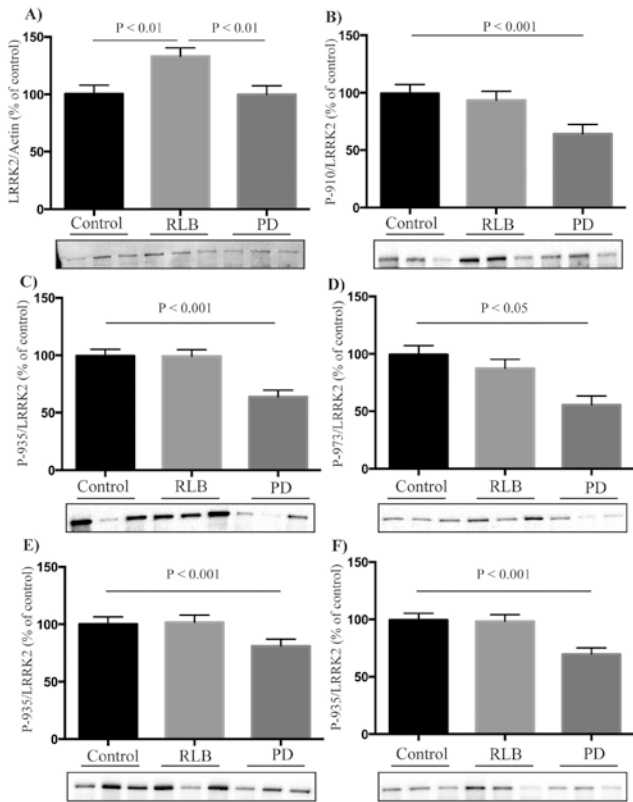 A)
P < 0.01 P < 0.01
LRRK2/Actin (% of control)
150
100
50
0
Control RLB PD
B)
P < 0.001
P-910/LRRK2 (% of control)
150
100
50
0
Control RLB PD
C)
P < 0.001
P-935/LRRK2 (% of control)
150
100
50
0
Control RLB PD
D)
P < 0.05
P-973/LRRK2 (% of control)
150
100
50
0
Control RLB PD
E)
P < 0.001
P-935/LRRK2 (% of control)
150
100
50
0
Control RLB PD
F)
P < 0.001
P-935/LRRK2 (% of control)
150
100
50
0
Control RLB PD